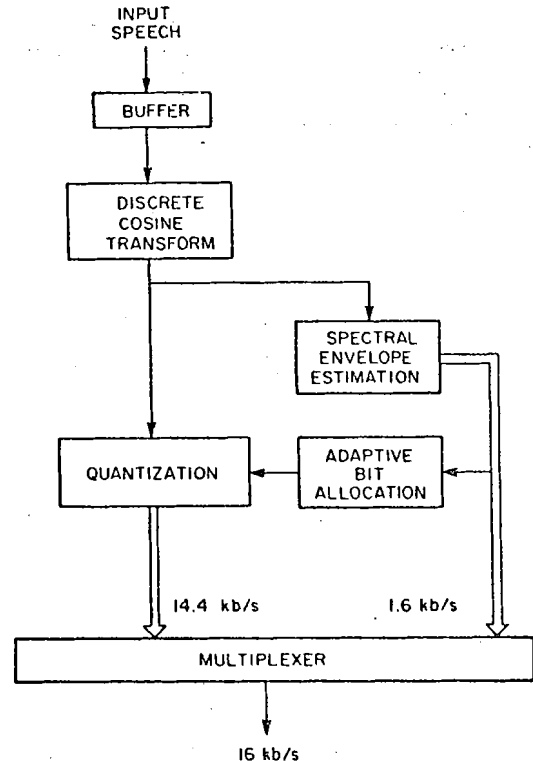 INPUT
SPEECH
BUFFER
DISCRETE
COSINE
TRANSFORM
SPECTRAL
ENVELOPE
ESTIMATION
QUANTIZATION
ADAPTIVE
BIT
ALLOCATION
14.4 kb/s
1.6 kb/s
MULTIPLEXER
16 kb/s